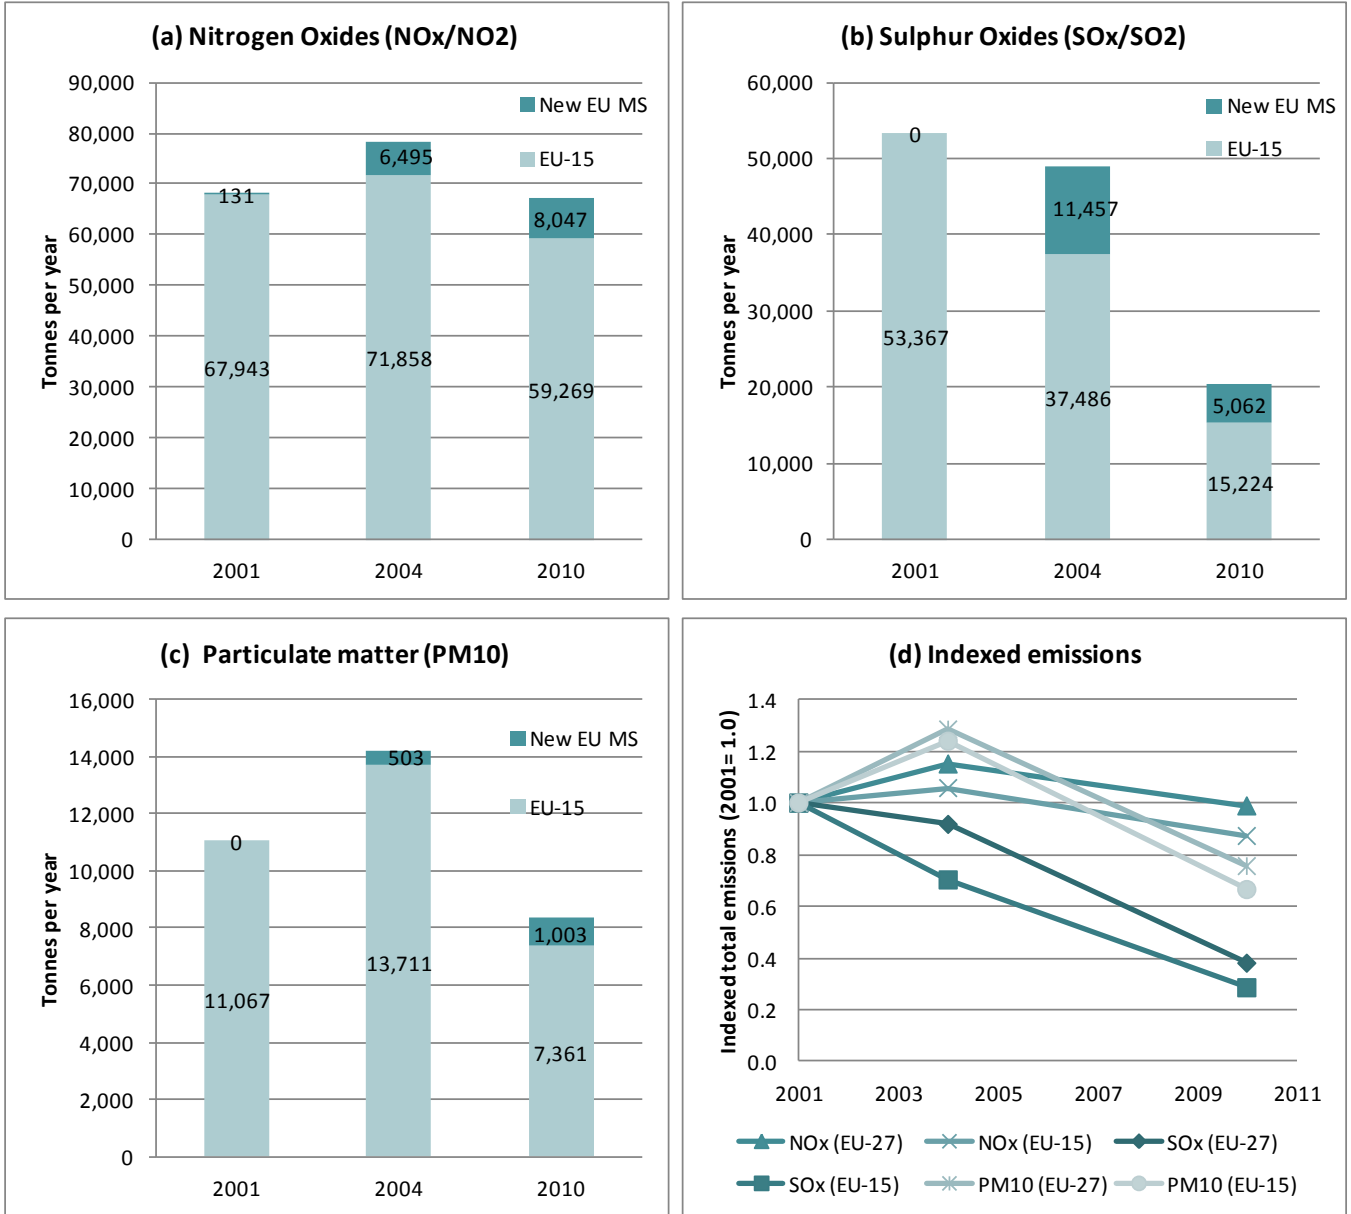 (a) Nitrogen Oxides (NOx/NO2)
Tonnes per year
90,000
80,000
70,000
60,000
50,000
40,000
30,000
20,000
10,000
0
New EU MS
EU-15
131
67,943
6,495
71,858
8,047
59,269
2001 2004 2010
(b) Sulphur Oxides (SOx/SO2)
Tonnes per year
60,000
50,000
40,000
30,000
20,000
10,000
0
New EU MS
EU-15
0
53,367
11,457
37,486
5,062
15,224
2001 2004 2010
(c) Particulate matter (PM10)
Tonnes per year
16,000
14,000
12,000
10,000
8,000
6,000
4,000
2,000
0
New EU MS
EU-15
0
11,067
503
13,711
1,003
7,361
2001 2004 2010
(d) Indexed emissions
Indexed total emissions (2001= 1.0)
1.4
1.2
1.0
0.8
0.6
0.4
0.2
0.0
2001 2003 2005 2007 2009 2011
NOx (EU-27) NOx (EU-15) SOx (EU-27)
SOx (EU-15) PM10 (EU-27) PM10 (EU-15)